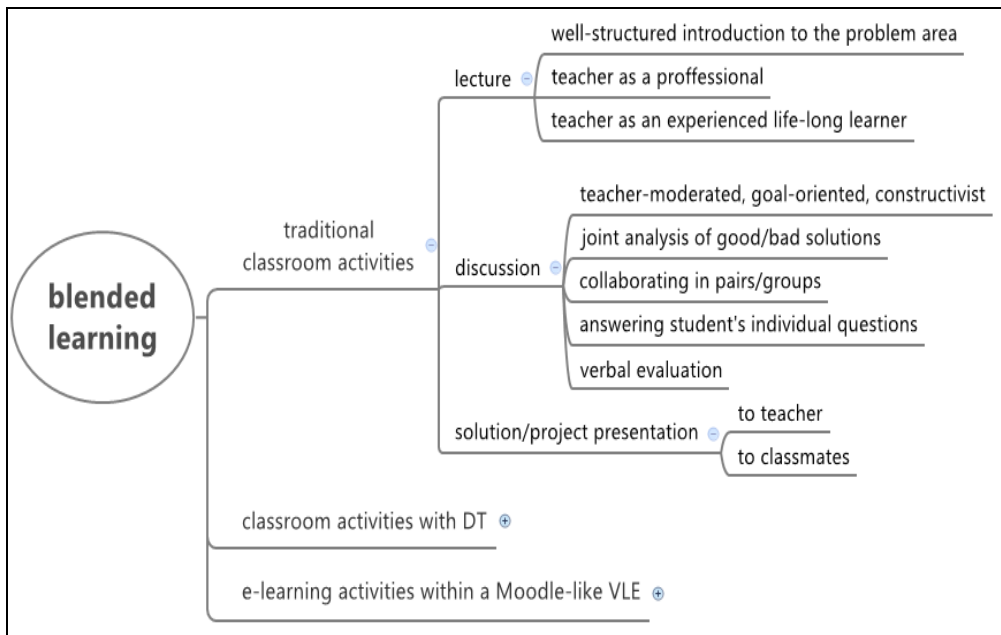 blended
learning
traditional
classroom activities
lecture
well-structured introduction to the problem area
teacher as a proffessional
teacher as an experienced life-long learner
discussion
teacher-moderated, goal-oriented, constructivist
joint analysis of good/bad solutions
collaborating in pairs/groups
answering student's individual questions
verbal evaluation
solution/project presentation
to teacher
to classmates
classroom activities with DT
e-learning activities within a Moodle-like VLE